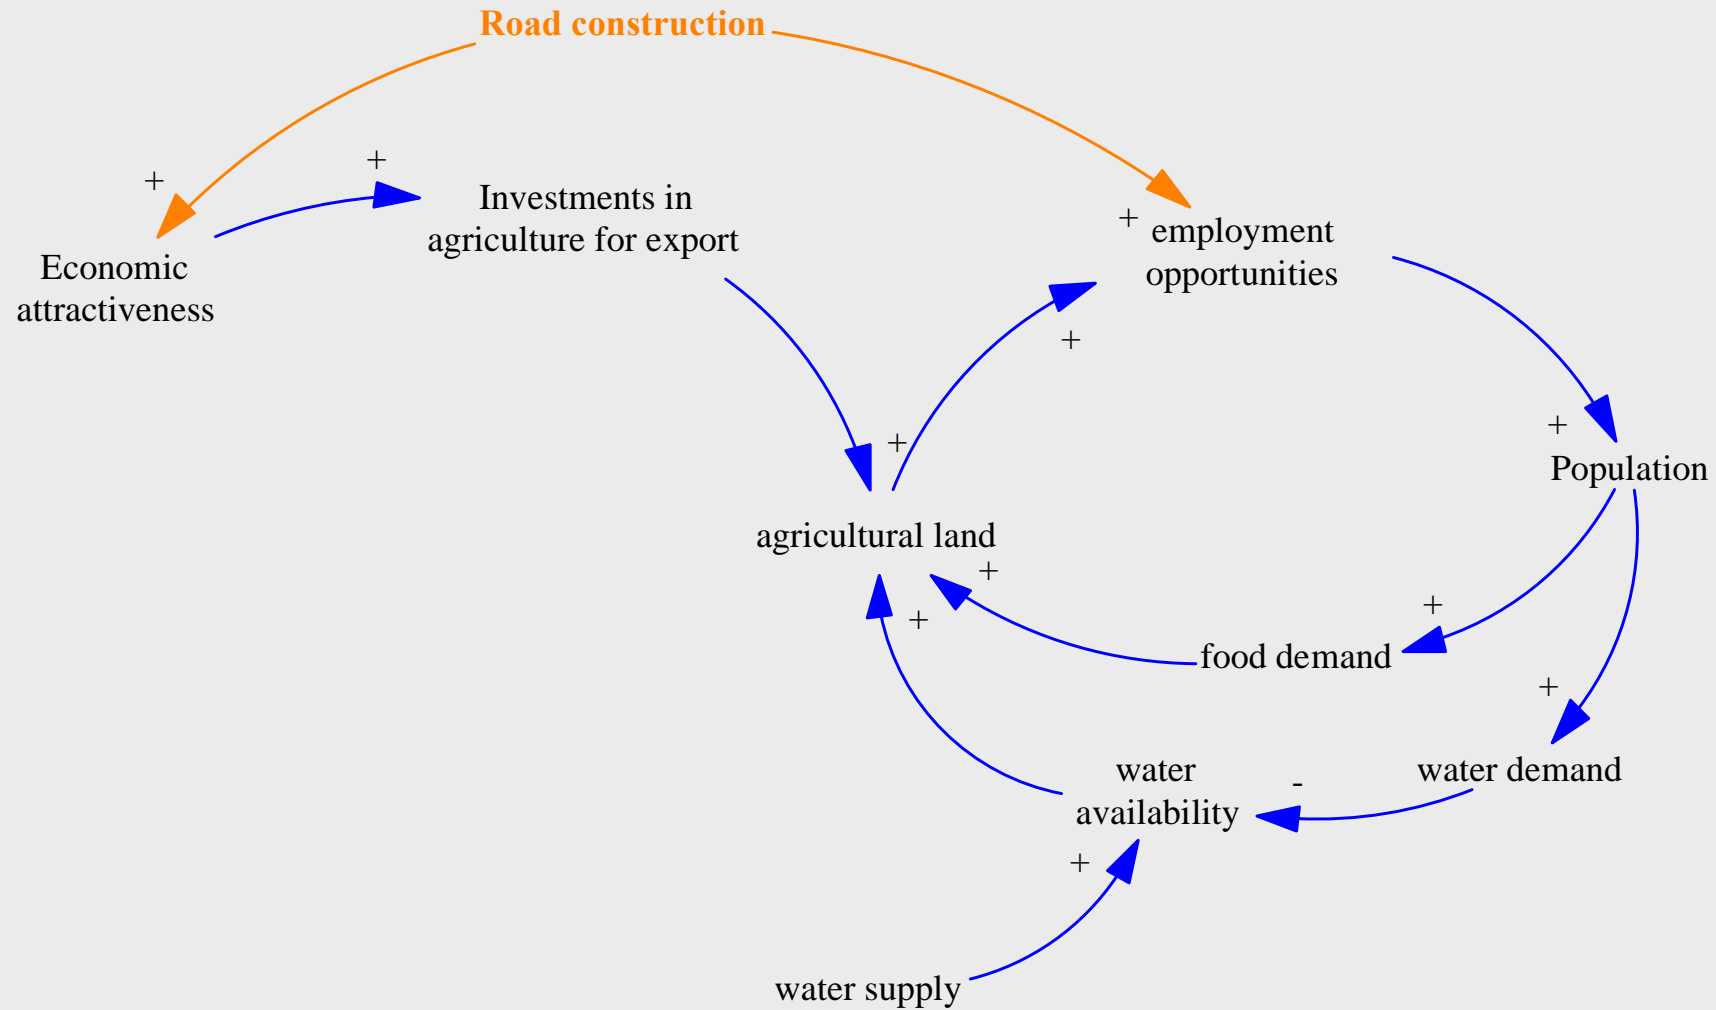 Road construction
+
+
Investments in
agriculture for export
+
employment
opportunities
Economic
attractiveness
+
+
+
Population
agricultural land
+
+
+
food demand
+
water
availability
-
water demand
+
water supply